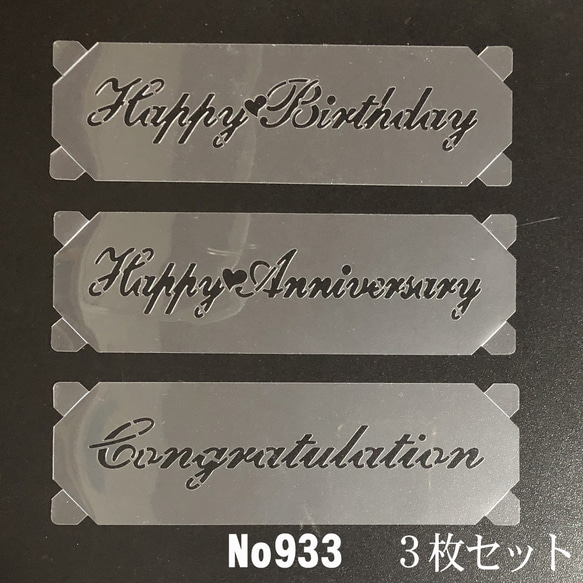 Happy♥Birthday
Happy♥Anniversary
Congratulation
No933 ３枚セット